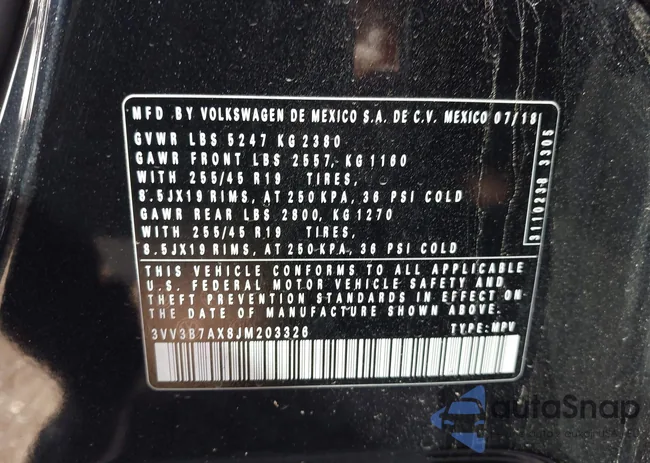 MFD BY VOLKSWAGEN DE MEXICO S.A. DE C.V. MEXICO 07/18
GVWR LBS 5247 KG 2380
GAWR FRONT LBS 2557, KG 1160
WITH 255/45 R19 TIRES,
8.5JX19 RIMS, AT 250 KPA, 36 PSI COLD
GAWR REAR LBS 2800, KG 1270
WITH 255/45 R19 TIRES,
8.5JX19 RIMS, AT 250 KPA, 36 PSI COLD
3110239 3305
THIS VEHICLE CONFORMS TO ALL APPLICABLE
U.S. FEDERAL MOTOR VEHICLE SAFETY AND
THEFT PREVENTION STANDARDS IN EFFECT ON
THE DATE OF MANUFACTURE SHOWN ABOVE.
3VV3B7AX8JM203326 TYPE: MPV
autoSnap